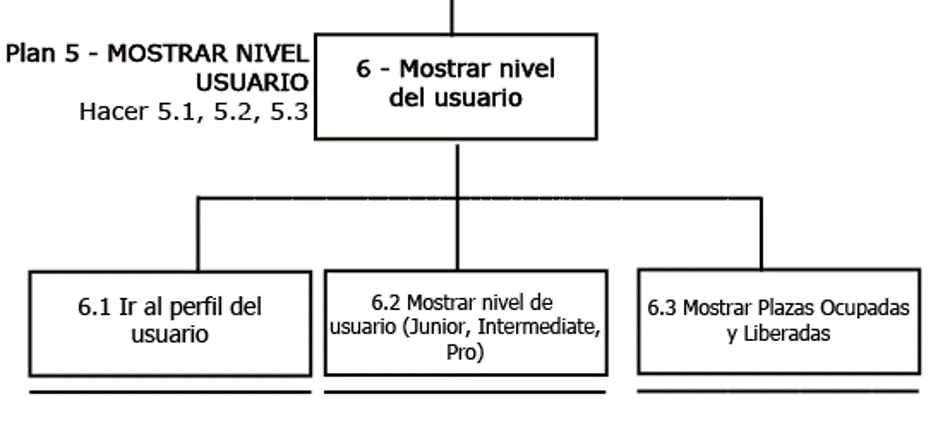 Plan 5 - MOSTRAR NIVEL
USUARIO
Hacer 5.1, 5.2, 5.3
6 - Mostrar nivel
del usuario
6.1 Ir al perfil del
usuario
6.2 Mostrar nivel de
usuario (Junior, Intermediate,
Pro)
6.3 Mostrar Plazas Ocupadas
y Liberadas